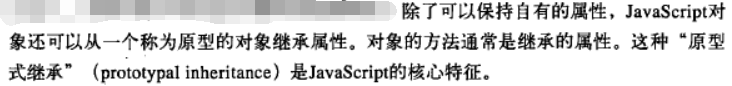 除了可以保持自有的属性，JavaScript对
象还可以从一个称为原型的对象继承属性。对象的方法通常是继承的属性。这种“原型
式继承”（prototypal inheritance）是JavaScript的核心特征。